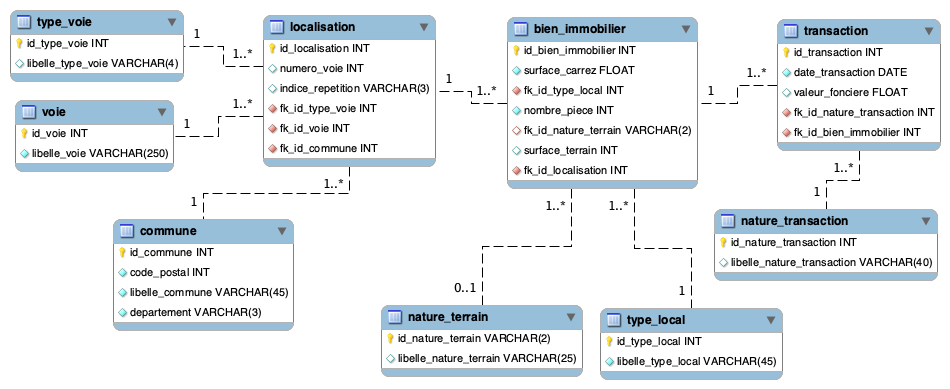 type_voie
id_type_voie INT
libelle_type_voie VARCHAR(4)
1
1..*
localisation
id_localisation INT
numero_voie INT
indice_repetition VARCHAR(3)
fk_id_type_voie INT
fk_id_voie INT
fk_id_commune INT
1
1..*
bien_immobilier
id_bien_immobilier INT
surface_carrez FLOAT
fk_id_type_local INT
nombre_piece INT
fk_id_nature_terrain VARCHAR(2)
surface_terrain INT
fk_id_localisation INT
1
1..*
transaction
id_transaction INT
date_transaction DATE
valeur_fonciere FLOAT
fk_id_nature_transaction INT
fk_id_bien_immobilier INT
voie
id_voie INT
libelle_voie VARCHAR(250)
1
1..*
1..*
1
commune
id_commune INT
code_postal INT
libelle_commune VARCHAR(45)
departement VARCHAR(3)
1..*
0..1
nature_terrain
id_nature_terrain VARCHAR(2)
libelle_nature_terrain VARCHAR(25)
1..*
1
type_local
id_type_local INT
libelle_type_local VARCHAR(45)
1..*
1
nature_transaction
id_nature_transaction INT
libelle_nature_transaction VARCHAR(40)